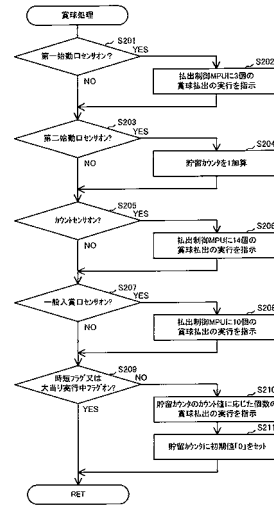 賞球処理
S201
第一始動口センサオン?
YES
S202
払出制御MPUに3個の
賞球払出の実行を指示
NO
S203
第二始動口センサオン?
YES
S204
貯留カウンタを1加算
NO
S205
カウントセンサオン?
YES
S206
払出制御MPUに14個の
賞球払出の実行を指示
NO
S207
一般入賞口センサオン?
YES
S208
払出制御MPUに10個の
賞球払出の実行を指示
NO
S209
時短フラグ又は
大当り実行中フラグオン?
NO
S210
貯留カウンタのカウント値に応じた個数の
賞球払出の実行を指示
YES
S211
貯留カウンタに初期値「0」をセット
RET